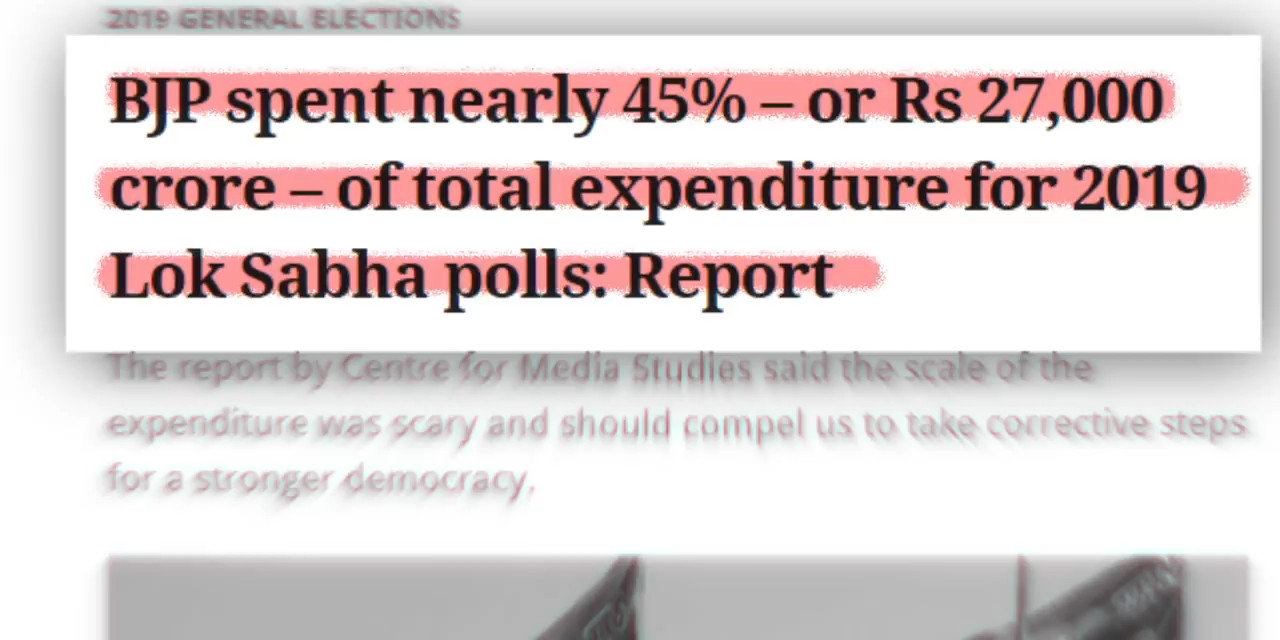 2019 GENERAL ELECTIONS
BJP spent nearly 45% – or Rs 27,000
crore – of total expenditure for 2019
Lok Sabha polls: Report
The report by Centre for Media Studies said the scale of the
expenditure was scary and should compel us to take corrective steps
for a stronger democracy.